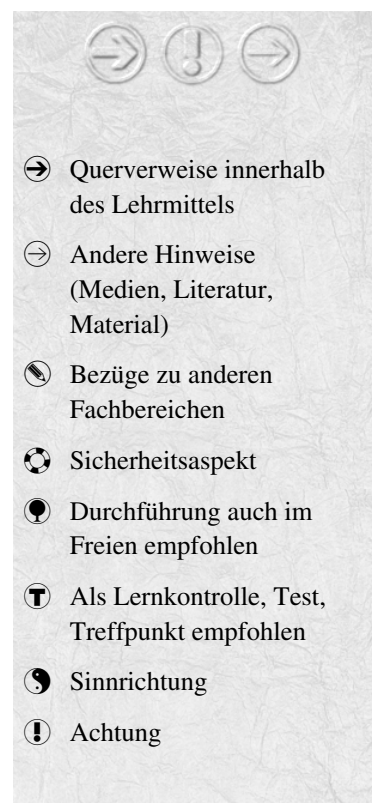 Querverweise innerhalb
des Lehrmittels
Andere Hinweise
(Medien, Literatur,
Material)
Bezüge zu anderen
Fachbereichen
Sicherheitsaspekt
Durchführung auch im
Freien empfohlen
T Als Lernkontrolle, Test,
Treffpunkt empfohlen
Sinnrichtung
! Achtung